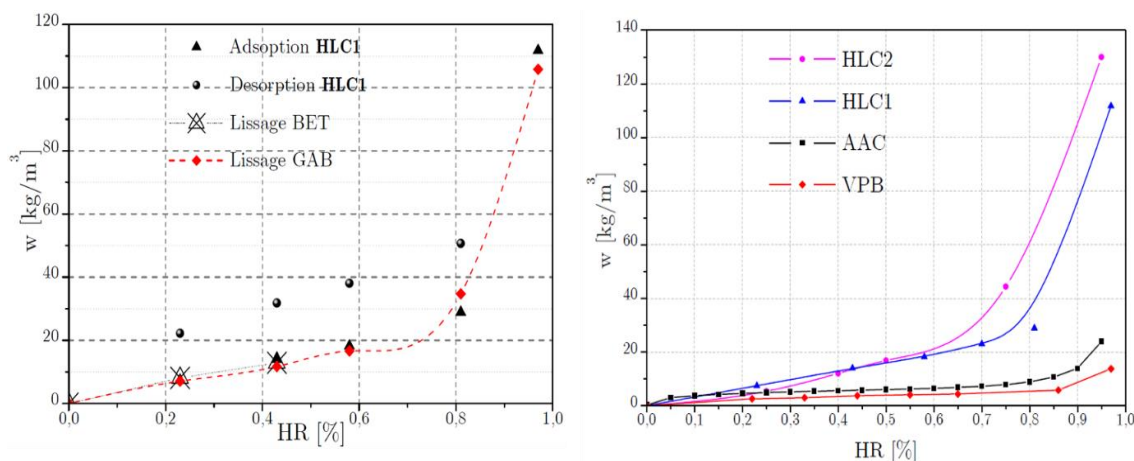 120
100
80
60
40
20
0
0,0
0,2
0,4
0,6
0,8
1,0
w [kg/m³]
HR [%]
Adsoption HLC1
Desorption HLC1
Lissage BET
Lissage GAB
140
120
100
80
60
40
20
0
0.0
0.1
0.2
0.3
0.4
0.5
0.6
0.7
0.8
0.9
1.0
w [kg/m³]
HR [%]
HLC2
HLC1
AAC
VPB